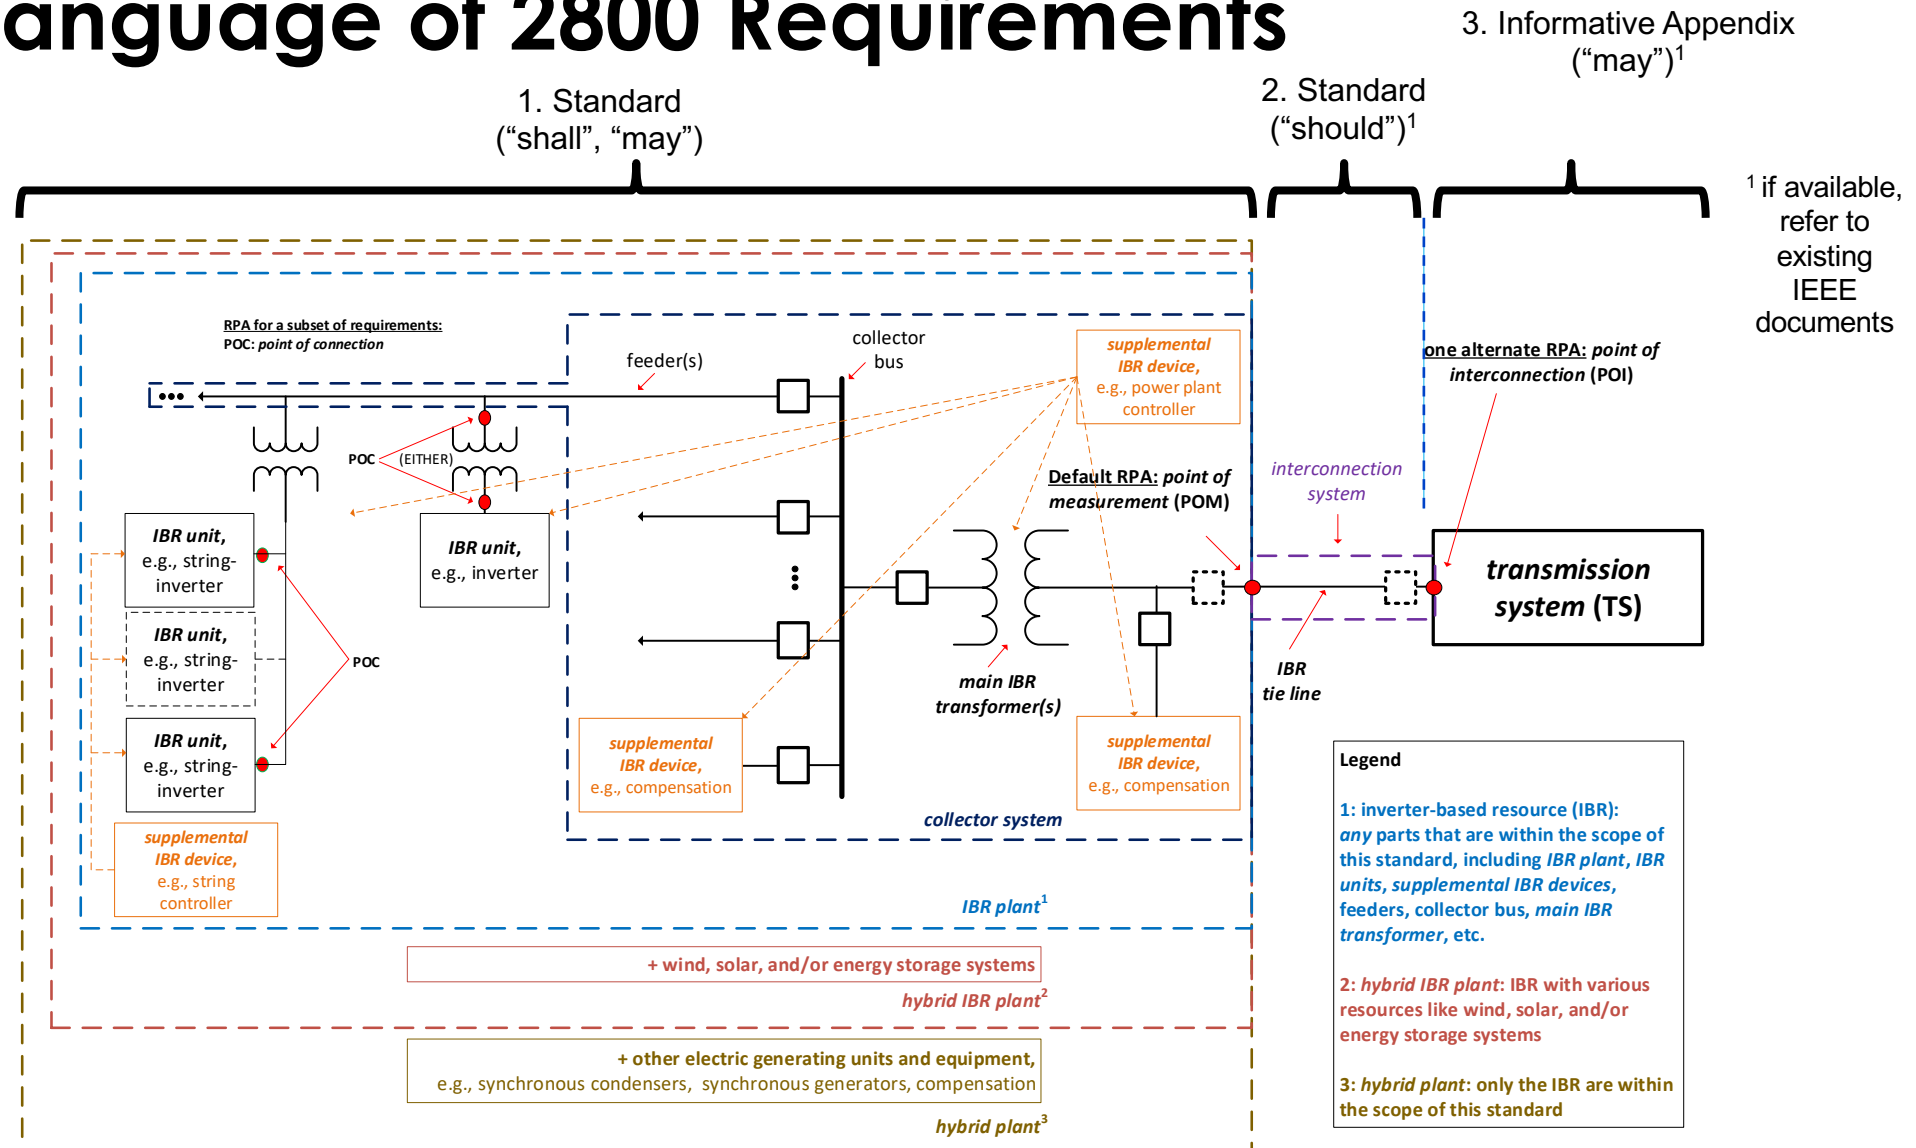 anguage of 2800 Requirements
3. Informative Appendix
(“may”)1
1. Standard
(“shall”, “may”)
2. Standard
(“should”)1
1 if available,
refer to
existing
IEEE
documents
RPA for a subset of requirements:
POC: point of connection
feeder(s)
collector
bus
supplemental
IBR device,
e.g., power plant
controller
one alternate RPA: point of
interconnection (POI)
POC
(EITHER)
Default RPA: point of
measurement (POM)
interconnection
system
IBR unit,
e.g., string-
inverter
IBR unit,
e.g., inverter
transmission
system (TS)
IBR unit,
e.g., string-
inverter
POC
IBR
tie line
main IBR
transformer(s)
IBR unit,
e.g., string-
inverter
supplemental
IBR device,
e.g., compensation
supplemental
IBR device,
e.g., compensation
collector system
supplemental
IBR device,
e.g., string
controller
IBR plant1
+ wind, solar, and/or energy storage systems
hybrid IBR plant2
+ other electric generating units and equipment,
e.g., synchronous condensers, synchronous generators, compensation
hybrid plant3
Legend
1: inverter-based resource (IBR):
any parts that are within the scope of
this standard, including IBR plant, IBR
units, supplemental IBR devices,
feeders, collector bus, main IBR
transformer, etc.
2: hybrid IBR plant: IBR with various
resources like wind, solar, and/or
energy storage systems
3: hybrid plant: only the IBR are within
the scope of this standard